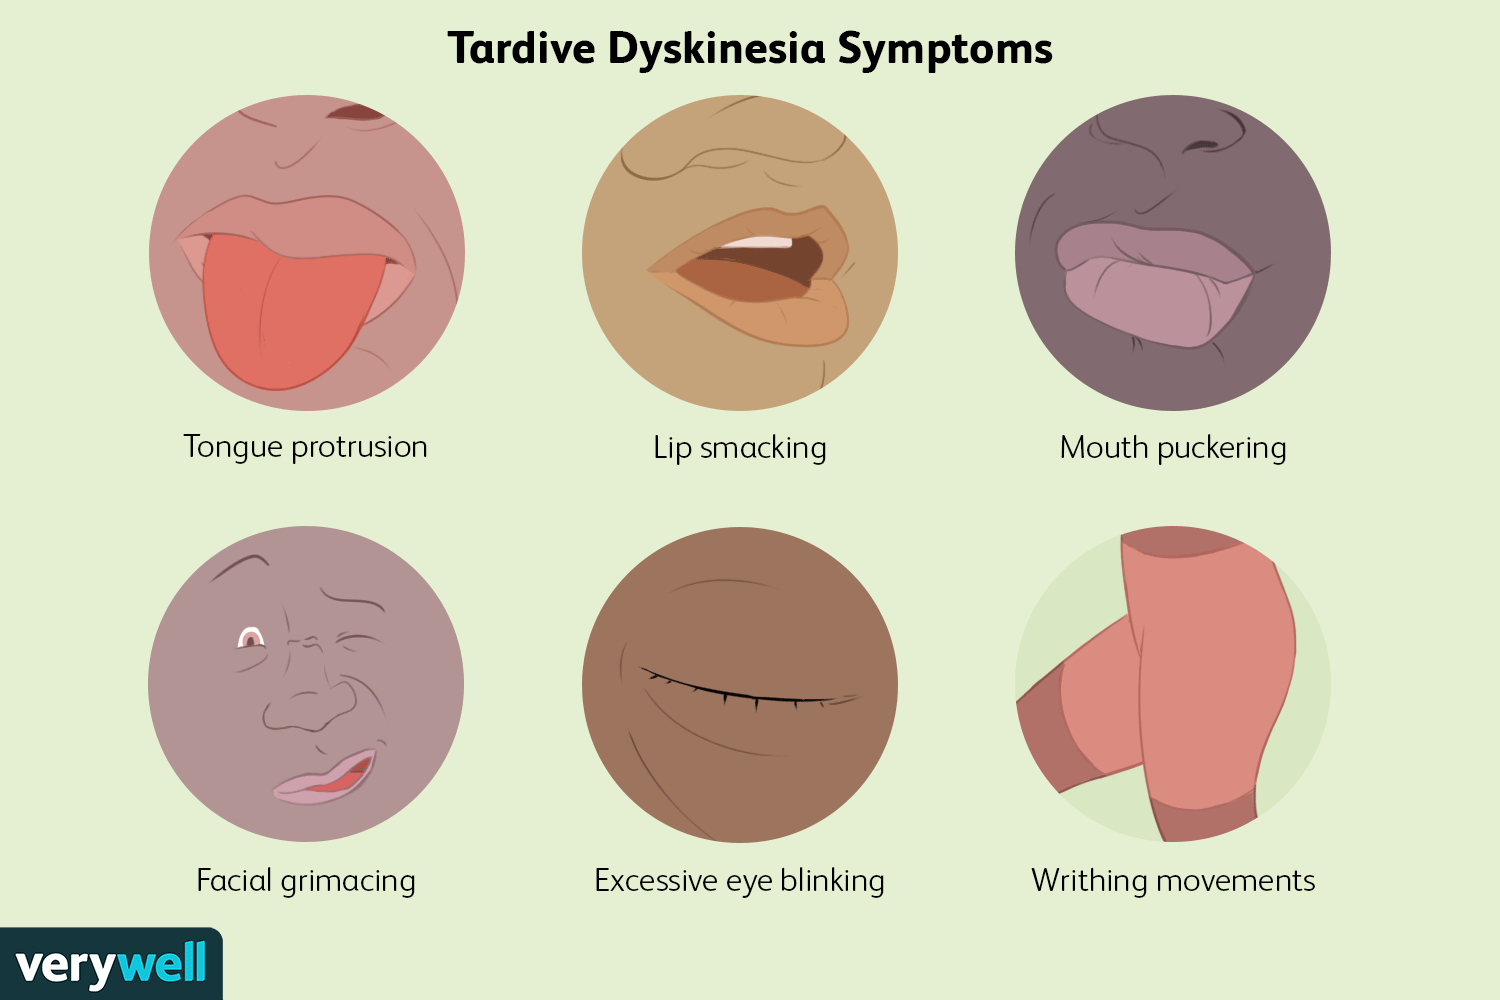 Tardive Dyskinesia Symptoms
Tongue protrusion
Lip smacking
Mouth puckering
Facial grimacing
Excessive eye blinking
Writhing movements
verywell